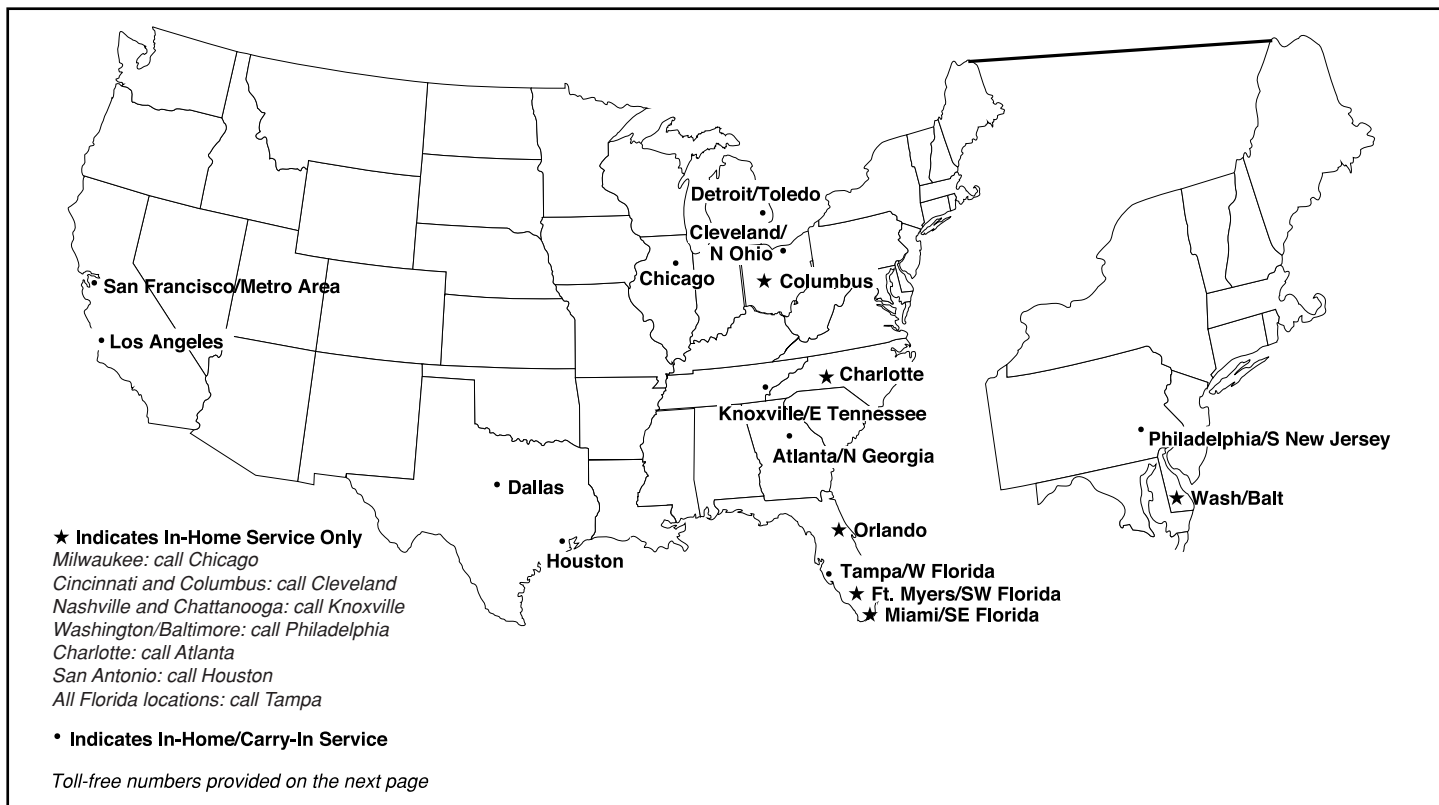 Detroit/Toledo
Cleveland/
N Ohio
Chicago
★ Columbus
• San Francisco/Metro Area
• Los Angeles
★ Charlotte
Knoxville/E Tennessee
Atlanta/N Georgia
• Philadelphia/S New Jersey
• Dallas
★ Wash/Balt
★ Orlando
Houston
Tampa/W Florida
★ Ft. Myers/SW Florida
★ Miami/SE Florida
★ Indicates In-Home Service Only
Milwaukee: call Chicago
Cincinnati and Columbus: call Cleveland
Nashville and Chattanooga: call Knoxville
Washington/Baltimore: call Philadelphia
Charlotte: call Atlanta
San Antonio: call Houston
All Florida locations: call Tampa
• Indicates In-Home/Carry-In Service
Toll-free numbers provided on the next page